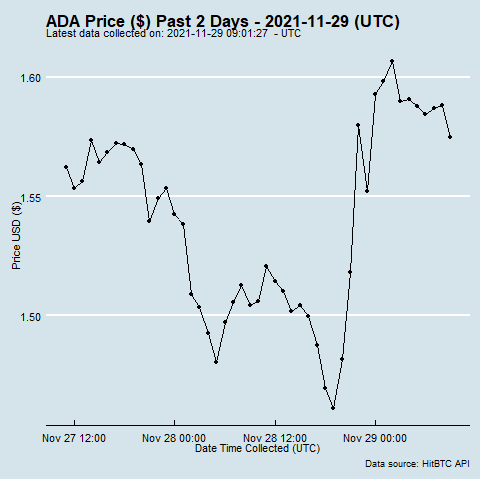 ADA Price ($) Past 2 Days - 2021-11-29 (UTC)
Latest data collected on: 2021-11-29 09:01:27 - UTC
1.60
1.55
1.50
Price USD ($)
Nov 27 12:00 Nov 28 00:00 Nov 28 12:00 Nov 29 00:00
Date Time Collected (UTC)
Data source: HitBTC API